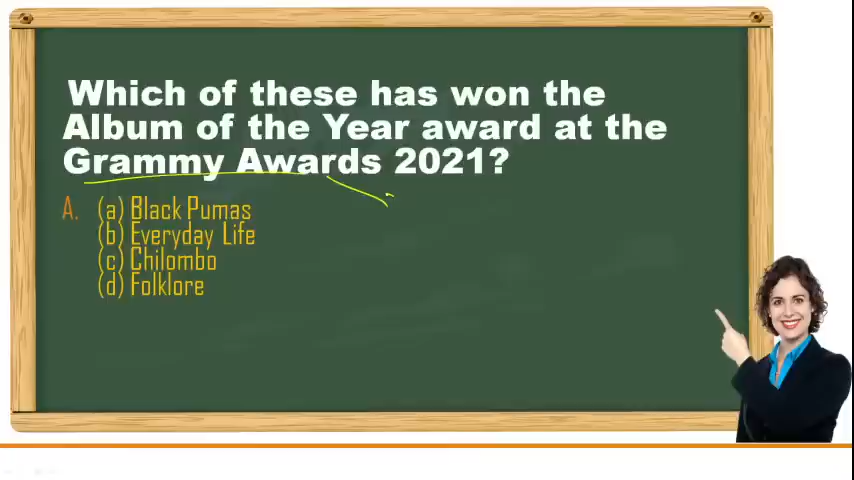 Which of these has won the
Album of the Year award at the
Grammy Awards 2021?
A. (a) Black Pumas
(b) Everyday Life
(c) Chilombo
(d) Folklore